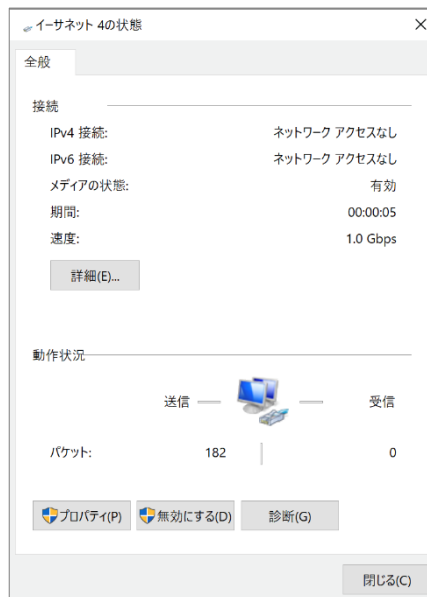 イーサネット 4の状態
全般
接続
IPv4 接続: ネットワーク アクセスなし
IPv6 接続: ネットワーク アクセスなし
メディアの状態: 有効
期間: 00:00:05
速度: 1.0 Gbps
詳細(E)...
動作状況
送信 受信
パケット: 182 0
プロパティ(P) 無効にする(D) 診断(G)
閉じる(C)